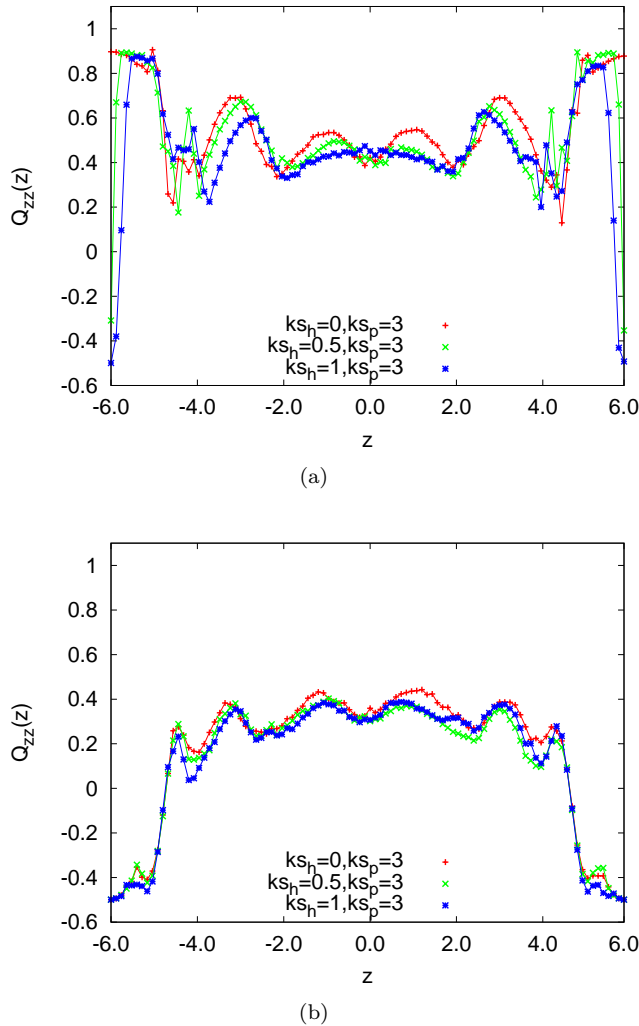 1
0.8
0.6
0.4
0.2
0
-0.2
-0.4
-0.6
Qzz(z)
ksh=0,ksp=3
ksh=0.5,ksp=3
ksh=1,ksp=3
-6.0 -4.0 -2.0 0.0 2.0 4.0 6.0
z
(a)
1
0.8
0.6
0.4
0.2
0
-0.2
-0.4
-0.6
Qzz(z)
ksh=0,ksp=3
ksh=0.5,ksp=3
ksh=1,ksp=3
-6.0 -4.0 -2.0 0.0 2.0 4.0 6.0
z
(b)